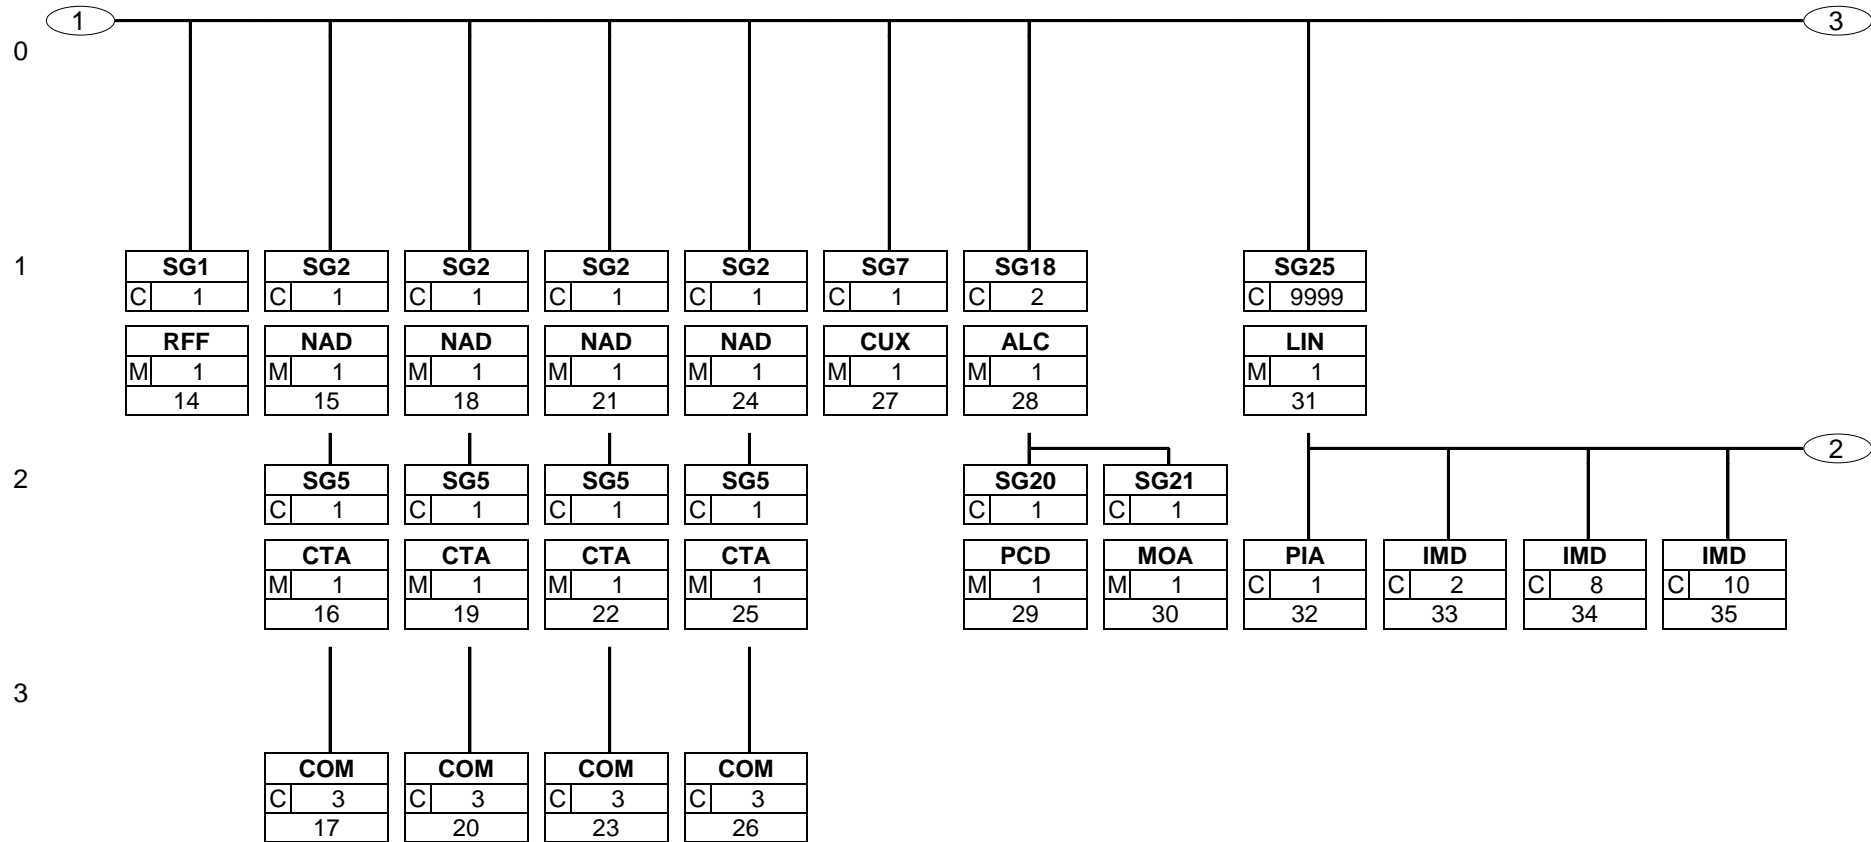 1 3
0
1
SG1 SG2 SG2 SG2 SG2 SG7 SG18 SG25
C 1 C 1 C 1 C 1 C 1 C 1 C 2 C 9999
RFF NAD NAD NAD NAD CUX ALC LIN
M 1 M 1 M 1 M 1 M 1 M 1 M 1 M 1
14 15 18 21 24 27 28 31
2
2
SG5 SG5 SG5 SG5 SG20 SG21
C 1 C 1 C 1 C 1 C 1 C 1
CTA CTA CTA CTA PCD MOA PIA IMD IMD IMD
M 1 M 1 M 1 M 1 M 1 M 1 C 1 C 2 C 8 C 10
16 19 22 25 29 30 32 33 34 35
3
COM COM COM COM
C 3 C 3 C 3 C 3
17 20 23 26